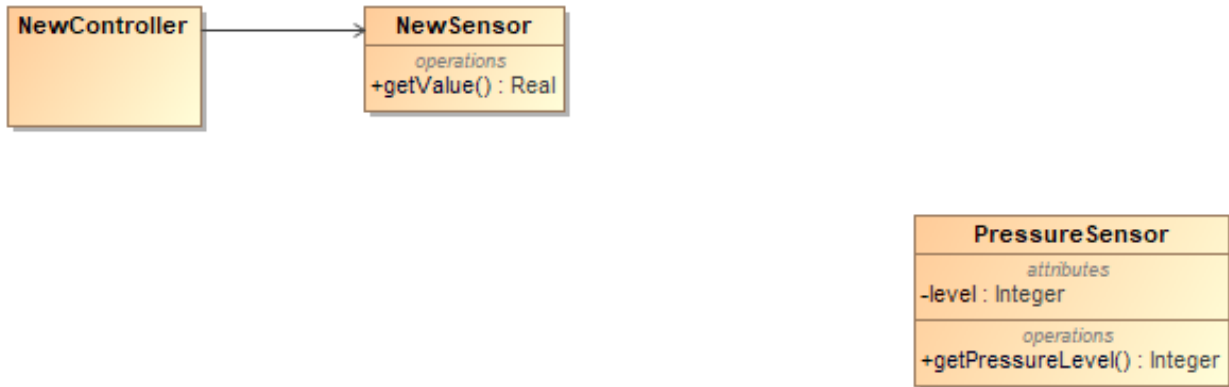 NewController
NewSensor
operations
+getValue() : Real
PressureSensor
attributes
-level : Integer
operations
+getPressureLevel() : Integer